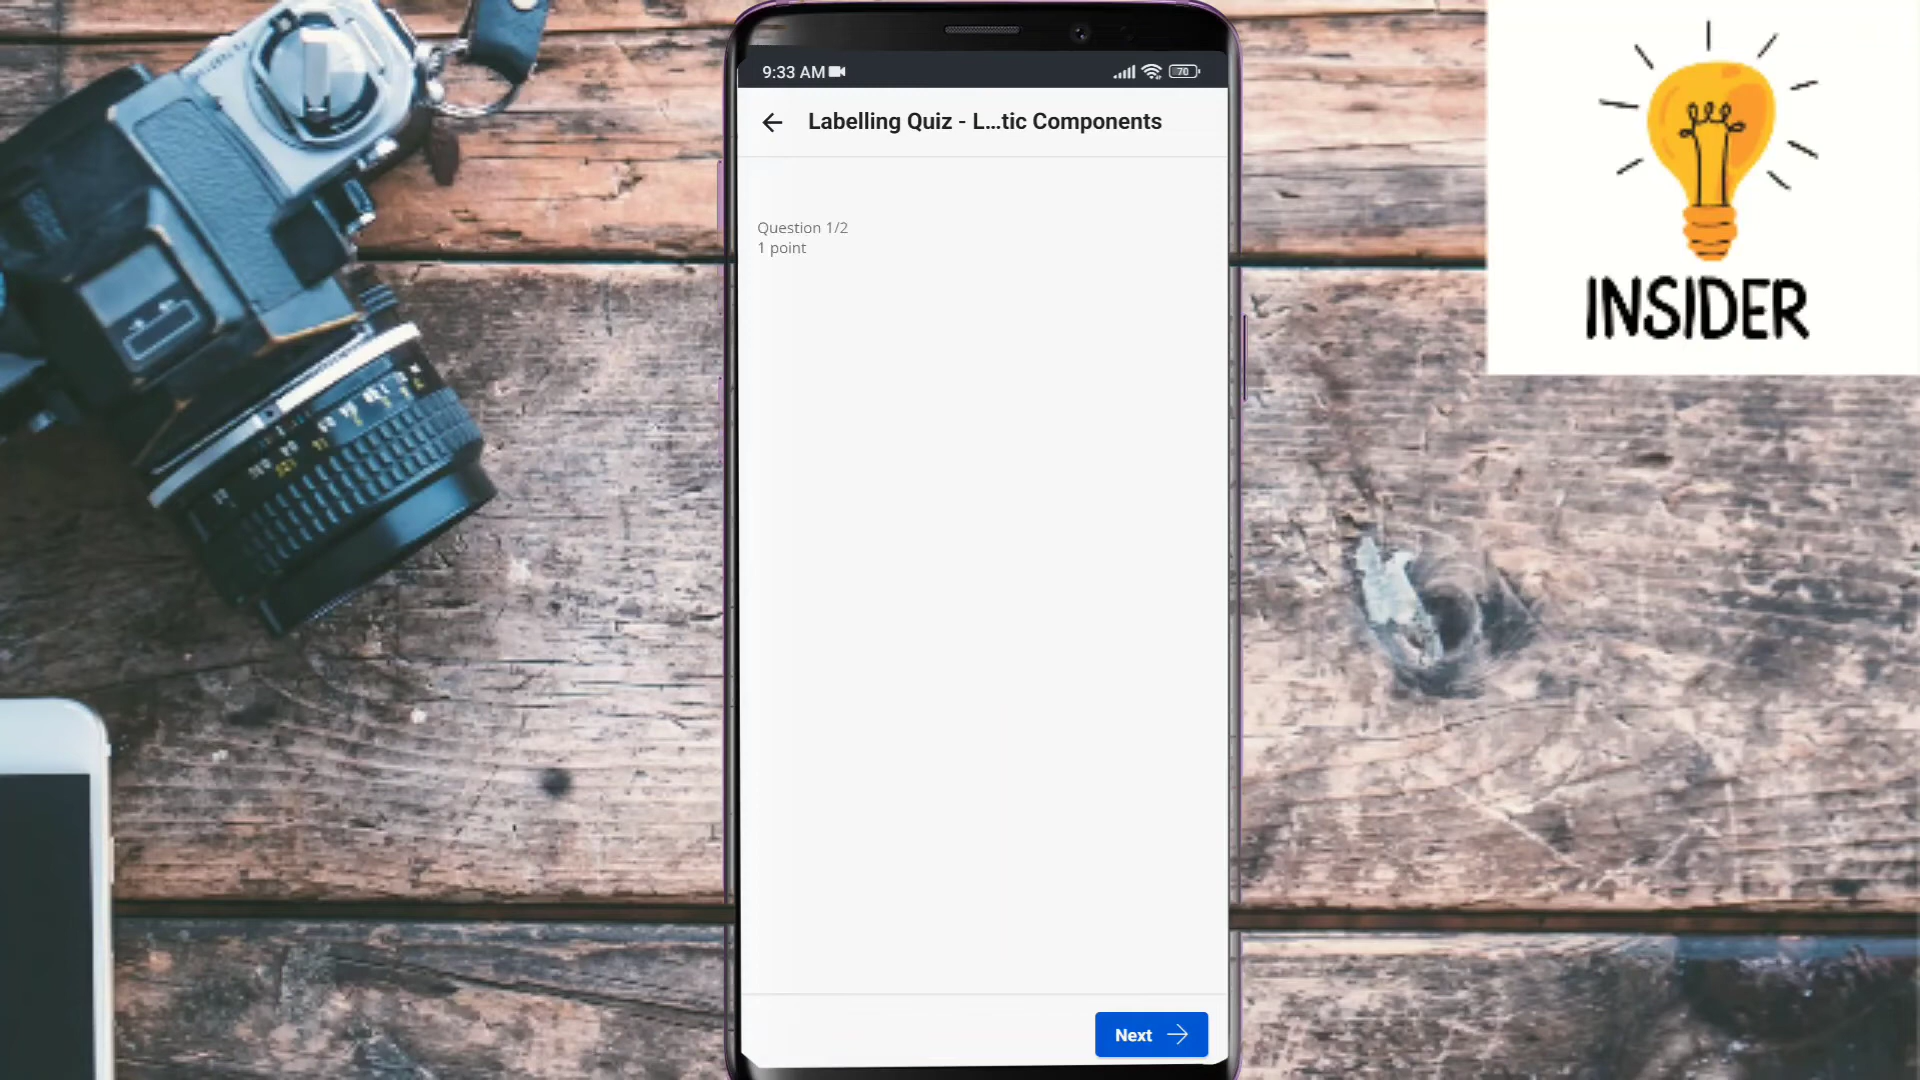 9:33 AM
70
Labelling Quiz - L...tic Components
Question 1/2
1 point
Next
INSIDER